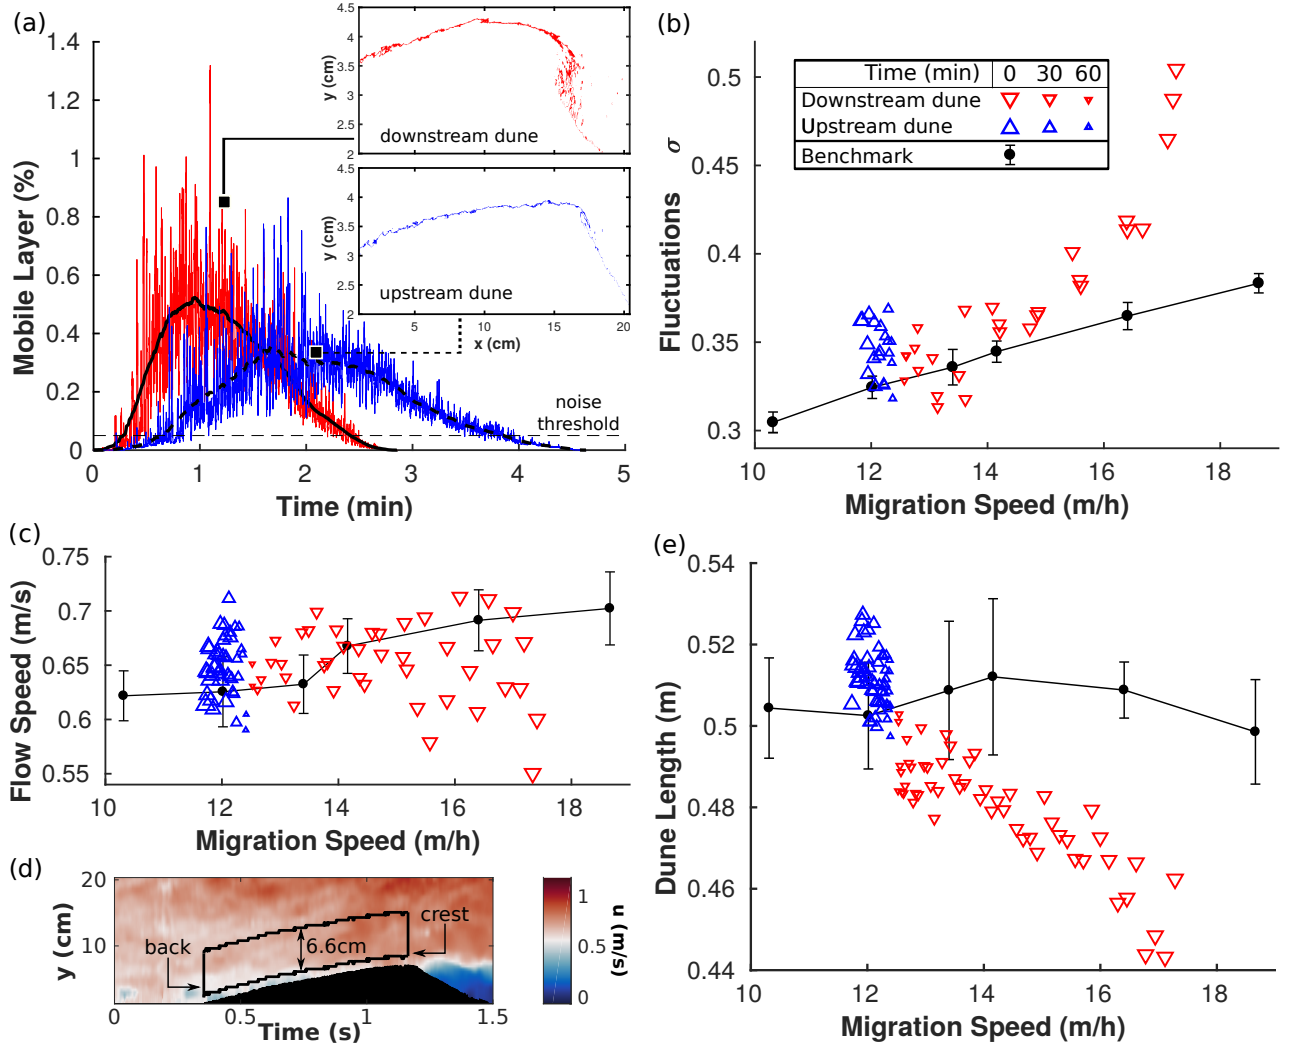 (a)
1.4
1.2
1
0.8
0.6
0.4
0.2
0
Mobile Layer (%)
0 1 2 3 4 5
Time (min)
noise
threshold
4.5
4
3.5
3
2.5
2
y (cm)
downstream dune
4.5
4
3.5
3
2.5
2
y (cm)
upstream dune
5 10 15 20
x (cm)
(b)
0.5
0.45
0.4
0.35
0.3
Fluctuations σ
10 12 14 16 18
Migration Speed (m/h)
Time (min) 0 30 60
Downstream dune
Upstream dune
Benchmark
(c)
0.75
0.7
0.65
0.6
0.55
Flow Speed (m/s)
10 12 14 16 18
Migration Speed (m/h)
(d)
20
10
y (cm)
back
6.6cm
crest
0 0.5 1 1.5
Time (s)
1
0.5
0
u (m/s)
(e)
0.54
0.52
0.5
0.48
0.46
0.44
Dune Length (m)
10 12 14 16 18
Migration Speed (m/h)